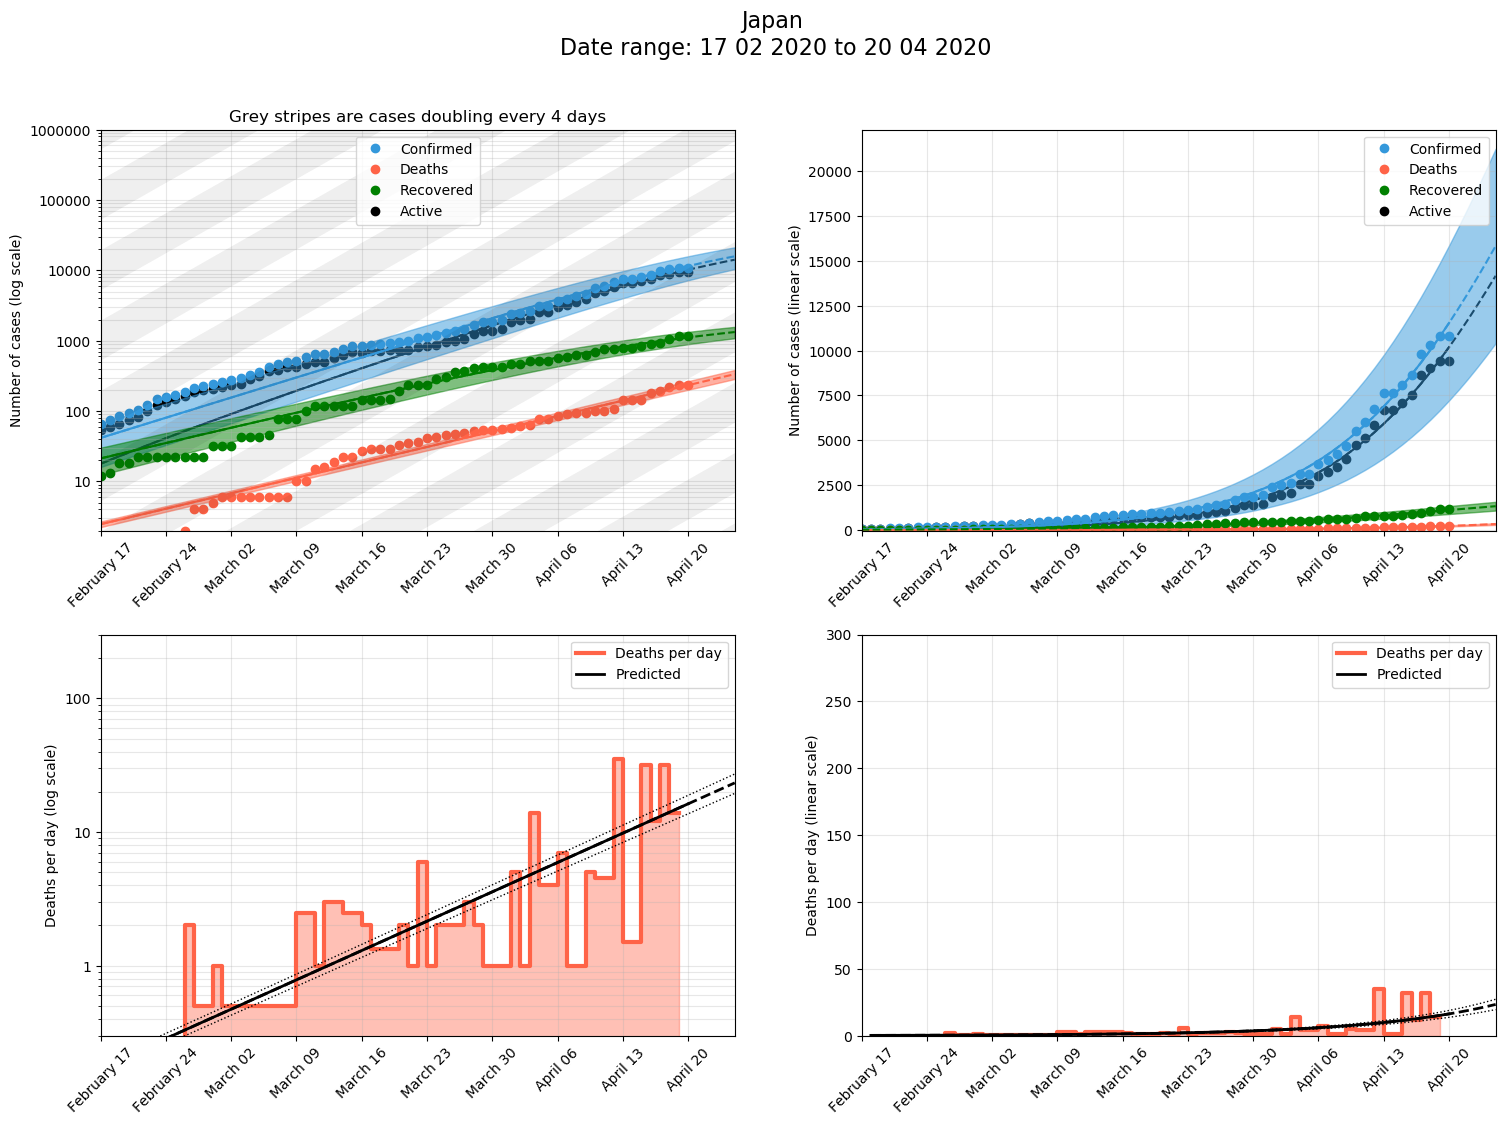 Japan
Date range: 17 02 2020 to 20 04 2020
Grey stripes are cases doubling every 4 days
Number of cases (log scale)
1000000
100000
10000
1000
100
10
Confirmed
Deaths
Recovered
Active
February 17
February 24
March 02
March 09
March 16
March 23
March 30
April 06
April 13
April 20
Number of cases (linear scale)
20000
17500
15000
12500
10000
7500
5000
2500
0
Confirmed
Deaths
Recovered
Active
February 17
February 24
March 02
March 09
March 16
March 23
March 30
April 06
April 13
April 20
Deaths per day (log scale)
100
10
1
Deaths per day
Predicted
February 17
February 24
March 02
March 09
March 16
March 23
March 30
April 06
April 13
April 20
Deaths per day (linear scale)
300
250
200
150
100
50
0
Deaths per day
Predicted
February 17
February 24
March 02
March 09
March 16
March 23
March 30
April 06
April 13
April 20